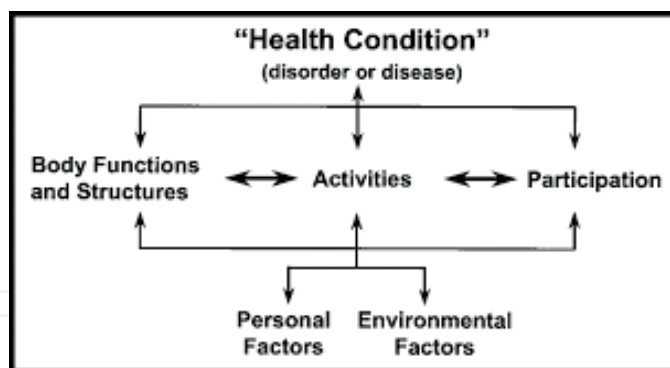 “Health Condition”
(disorder or disease)
Body Functions
and Structures
Activities
Participation
Personal
Factors
Environmental
Factors